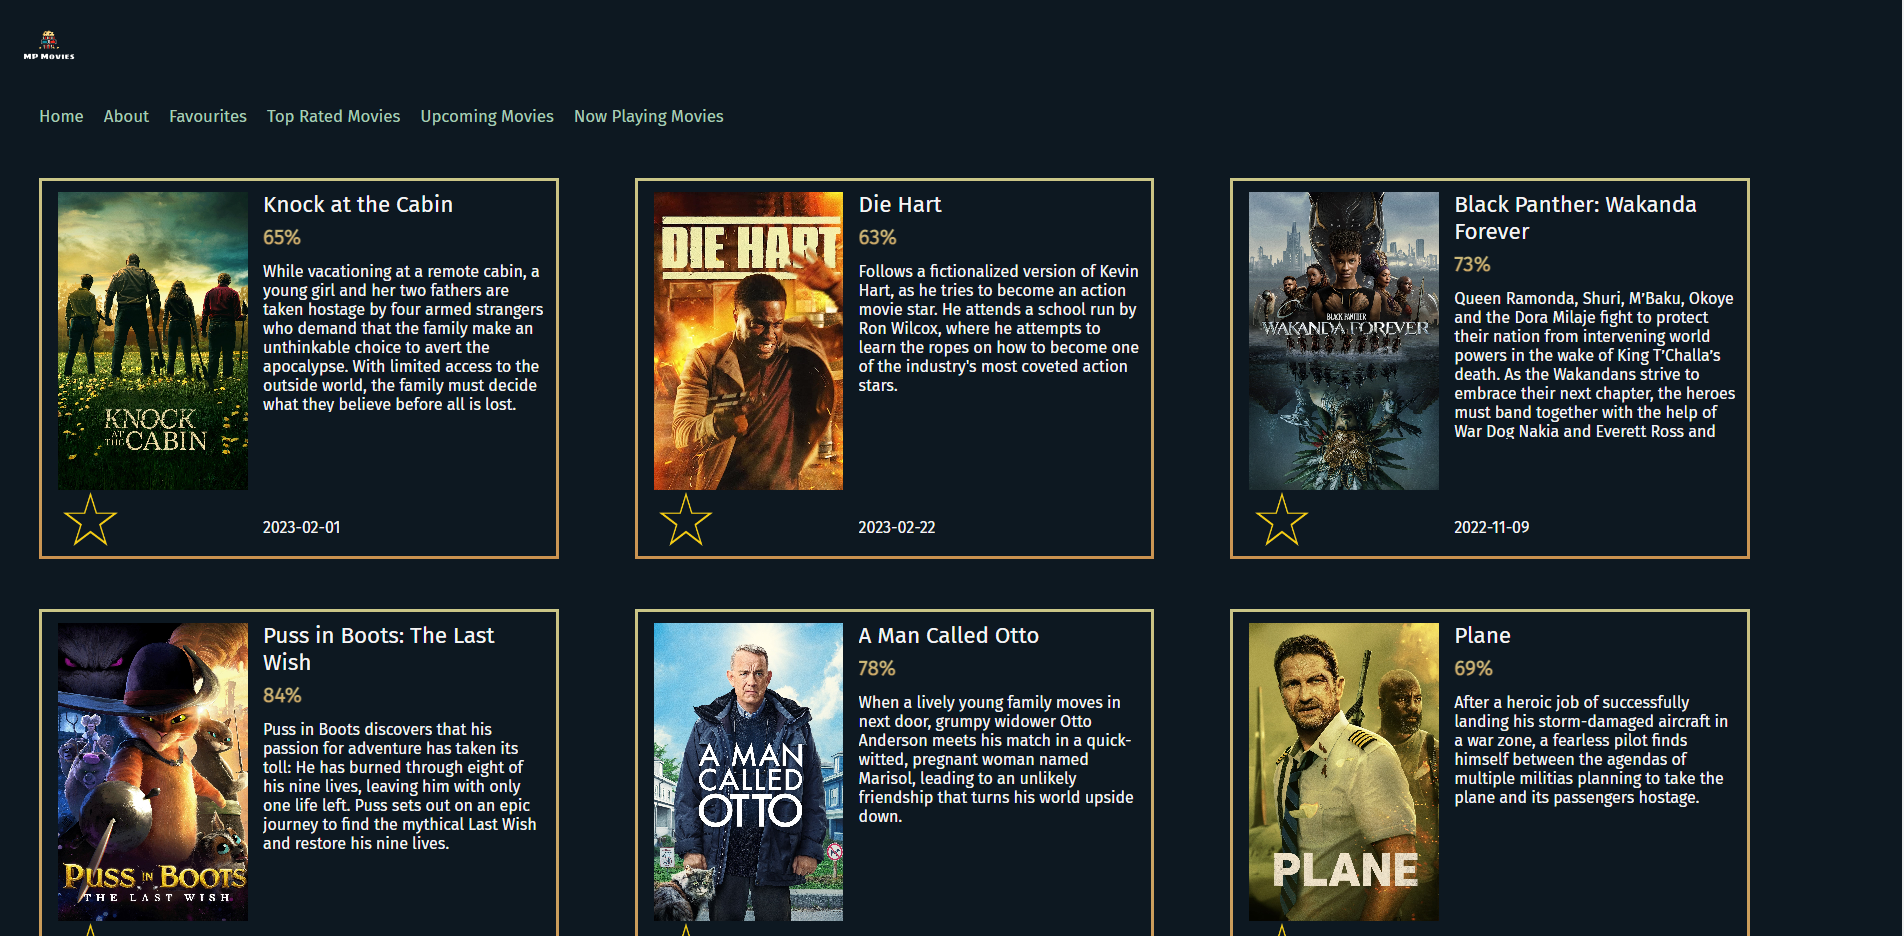 MP MOVIES
Home About Favourites Top Rated Movies Upcoming Movies Now Playing Movies
KNOCK
AT
THE CABIN
Knock at the Cabin
65%
While vacationing at a remote cabin, a
young girl and her two fathers are
taken hostage by four armed strangers
who demand that the family make an
unthinkable choice to avert the
apocalypse. With limited access to the
outside world, the family must decide
what they believe before all is lost.
2023-02-01
DIE HART
Die Hart
63%
Follows a fictionalized version of Kevin
Hart, as he tries to become an action
movie star. He attends a school run by
Ron Wilcox, where he attempts to
learn the ropes on how to become one
of the industry's most coveted action
stars.
2023-02-22
BLACK PANTHER
WAKANDA FOREVER
Black Panther: Wakanda
Forever
73%
Queen Ramonda, Shuri, M’Baku, Okoye
and the Dora Milaje fight to protect
their nation from intervening world
powers in the wake of King T’Challa’s
death. As the Wakandans strive to
embrace their next chapter, the heroes
must band together with the help of
War Dog Nakia and Everett Ross and
2022-11-09
PUSS IN BOOTS
THE LAST WISH
Puss in Boots: The Last
Wish
84%
Puss in Boots discovers that his
passion for adventure has taken its
toll: He has burned through eight of
his nine lives, leaving him with only
one life left. Puss sets out on an epic
journey to find the mythical Last Wish
and restore his nine lives.
A MAN
CALLED
OTTO
A Man Called Otto
78%
When a lively young family moves in
next door, grumpy widower Otto
Anderson meets his match in a quick-
witted, pregnant woman named
Marisol, leading to an unlikely
friendship that turns his world upside
down.
PLANE
Plane
69%
After a heroic job of successfully
landing his storm-damaged aircraft in
a war zone, a fearless pilot finds
himself between the agendas of
multiple militias planning to take the
plane and its passengers hostage.